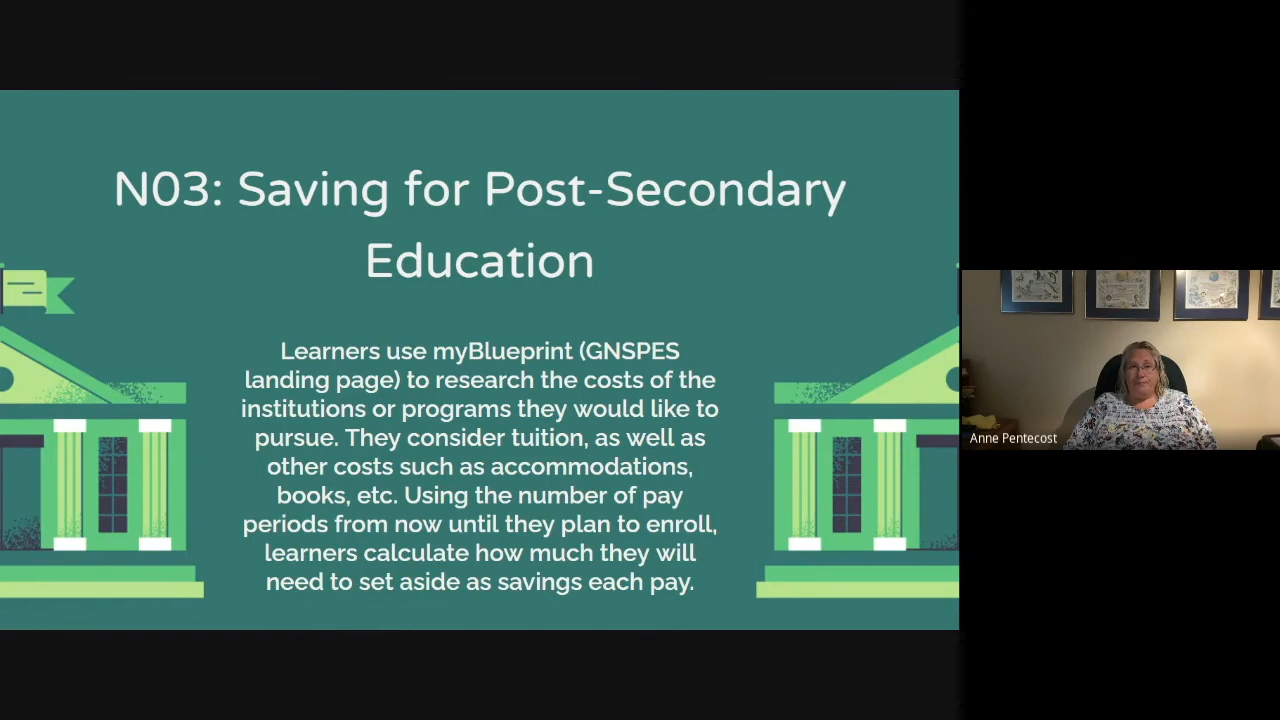 N03: Saving for Post-Secondary
Education
Learners use myBlueprint (GNSPES
landing page) to research the costs of the
institutions or programs they would like to
pursue. They consider tuition, as well as
other costs such as accommodations,
books, etc. Using the number of pay
periods from now until they plan to enroll,
learners calculate how much they will
need to set aside as savings each pay.
Anne Pentecost